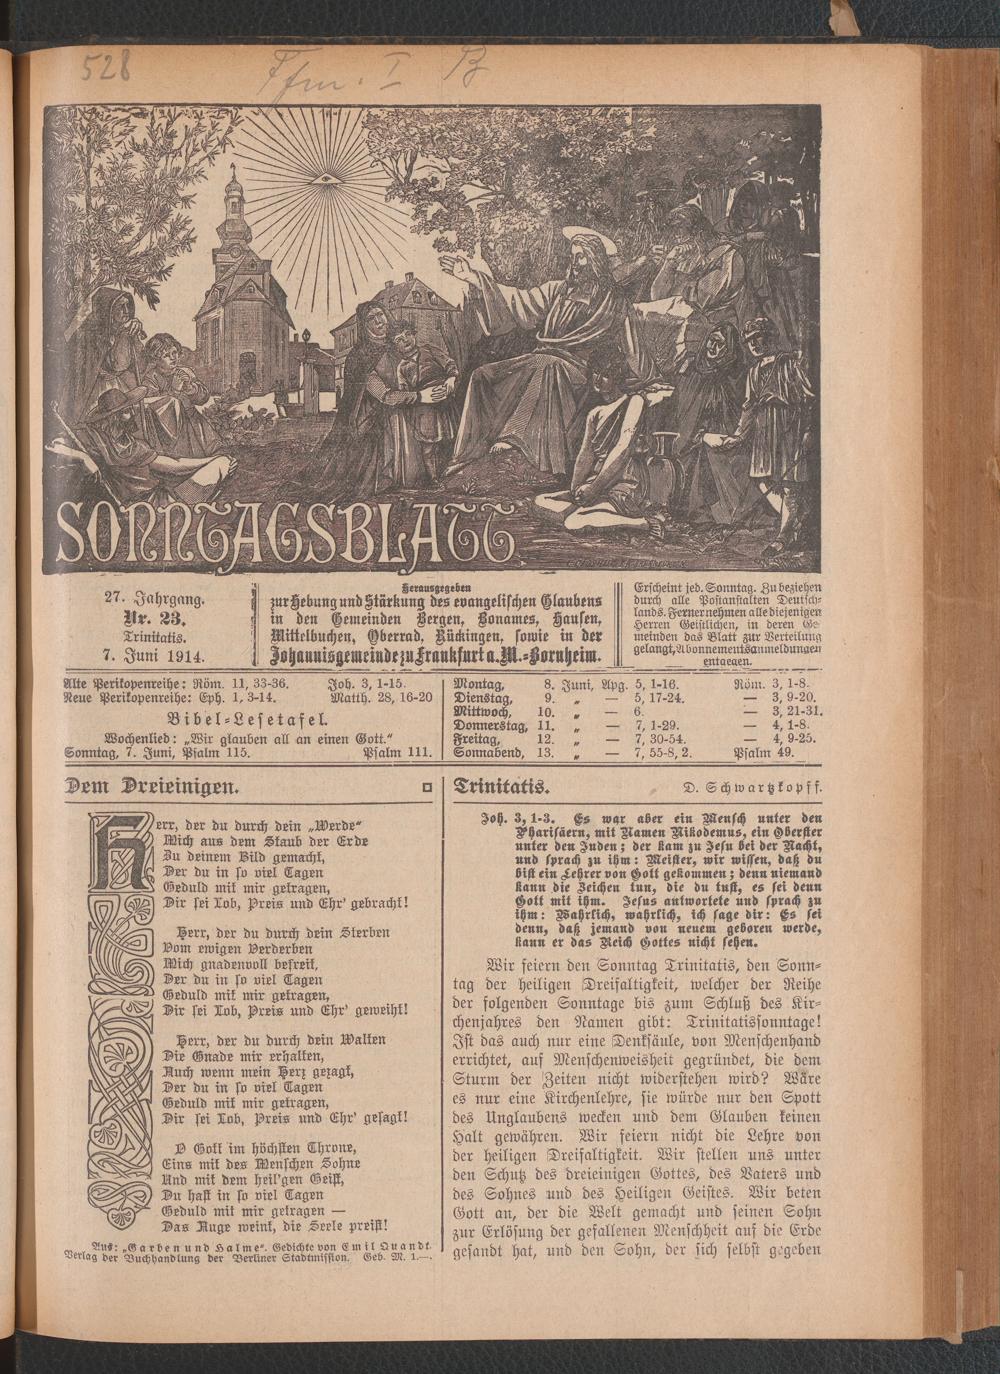 528
Ffm. I B
SONNTAGSBLATT
27. Jahrgang.
Nr. 23.
Trinitatis.
7. Juni 1914.
Herausgegeben
zur Hebung und Stärkung des evangelischen Glaubens
in den Gemeinden Bergen, Bonames, Hausen,
Mittelbuchen, Oberrad, Rückingen, sowie in der
Johannisgemeinde zu Frankfurt a. M.-Bornheim.
Erscheint jed. Sonntag. Zu beziehen
durch alle Postanstalten Deutsch-
lands. Ferner nehmen alle diejenigen
Herren Geistlichen, in deren Ge-
meinden das Blatt zur Verteilung
gelangt, Abonnementsanmeldungen
entgegen.
Alte Perikopenreihe: Röm. 11, 33-36. Joh. 3, 1-15.
Neue Perikopenreihe: Eph. 1, 3-14. Matth. 28, 16-20
Bibel-Lesetafel.
Wochenlied: „Wir glauben all an einen Gott.“
Sonntag, 7. Juni, Psalm 115. Psalm 111.
Montag, 8. Juni, Apg. 5, 1-16. Röm. 3, 1-8.
Dienstag, 9. „ — 5, 17-24. — 3, 9-20.
Mittwoch, 10. „ — 6. — 3, 21-31.
Donnerstag, 11. „ — 7, 1-29. — 4, 1-8.
Freitag, 12. „ — 7, 30-54. — 4, 9-25.
Sonnabend, 13. „ — 7, 55-8, 2. Psalm 49.
Dem Dreieinigen.
Herr, der du durch dein „Werde“
Mich aus dem Staub der Erde
Zu deinem Bild gemacht,
Der du in so viel Tagen
Geduld mit mir getragen,
Dir sei Lob, Preis und Ehr' gebracht!
Herr, der du durch dein Sterben
Vom ewigen Verderben
Mich gnadenvoll befreit,
Der du in so viel Tagen
Geduld mit mir getragen,
Dir sei Lob, Preis und Ehr' geweiht!
Herr, der du durch dein Walten
Die Gnade mir erhalten,
Auch wenn mein Herz gezagt,
Der du in so viel Tagen
Geduld mit mir getragen,
Dir sei Lob, Preis und Ehr' gesagt!
O Gott im höchsten Throne,
Eins mit des Menschen Sohne
Und mit dem heil'gen Geist,
Du hast in so viel Tagen
Geduld mit mir getragen —
Das Auge weint, die Seele preist!
Aus: „Garben und Halme“. Gedichte von Emil Quandt.
Verlag der Buchhandlung der Berliner Stadtmission. Geb. M. 1.—.
Trinitatis. D. Schwartzkopff.
Joh. 3, 1-3. Es war aber ein Mensch unter den
Pharisäern, mit Namen Nikodemus, ein Oberster
unter den Juden; der kam zu Jesu bei der Nacht,
und sprach zu ihm: Meister, wir wissen, daß du
bist ein Lehrer von Gott gekommen; denn niemand
kann die Zeichen tun, die du tust, es sei denn
Gott mit ihm. Jesus antwortete und sprach zu
ihm: Wahrlich, wahrlich, ich sage dir: Es sei
denn, daß jemand von neuem geboren werde,
kann er das Reich Gottes nicht sehen.
Wir feiern den Sonntag Trinitatis, den Sonn-
tag der heiligen Dreifaltigkeit, welcher der Reihe
der folgenden Sonntage bis zum Schluß des Kir-
chenjahres den Namen gibt: Trinitatissonntage!
Ist das auch nur eine Denksäule, von Menschenhand
errichtet, auf Menschenweisheit gegründet, die dem
Sturm der Zeiten nicht widerstehen wird? Wäre
es nur eine Kirchenlehre, sie würde nur den Spott
des Unglaubens wecken und dem Glauben keinen
Halt gewähren. Wir feiern nicht die Lehre von
der heiligen Dreifaltigkeit. Wir stellen uns unter
den Schutz des dreieinigen Gottes, des Vaters und
des Sohnes und des Heiligen Geistes. Wir beten
Gott an, der die Welt gemacht und seinen Sohn
zur Erlösung der gefallenen Menschheit auf die Erde
gesandt hat, und den Sohn, der sich selbst gegeben